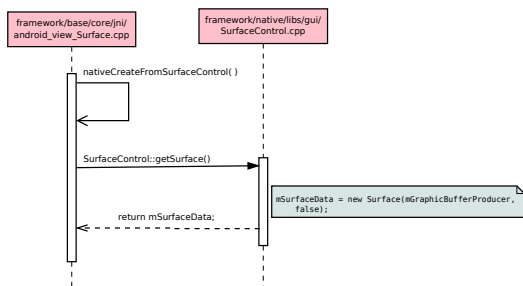 framework/base/core/jni/
android_view_Surface.cpp
framework/native/libs/gui/
SurfaceControl.cpp
nativeCreateFromSurfaceControl( )
SurfaceControl::getSurface()
mSurfaceData = new Surface(mGraphicBufferProducer,
false);
return mSurfaceData;